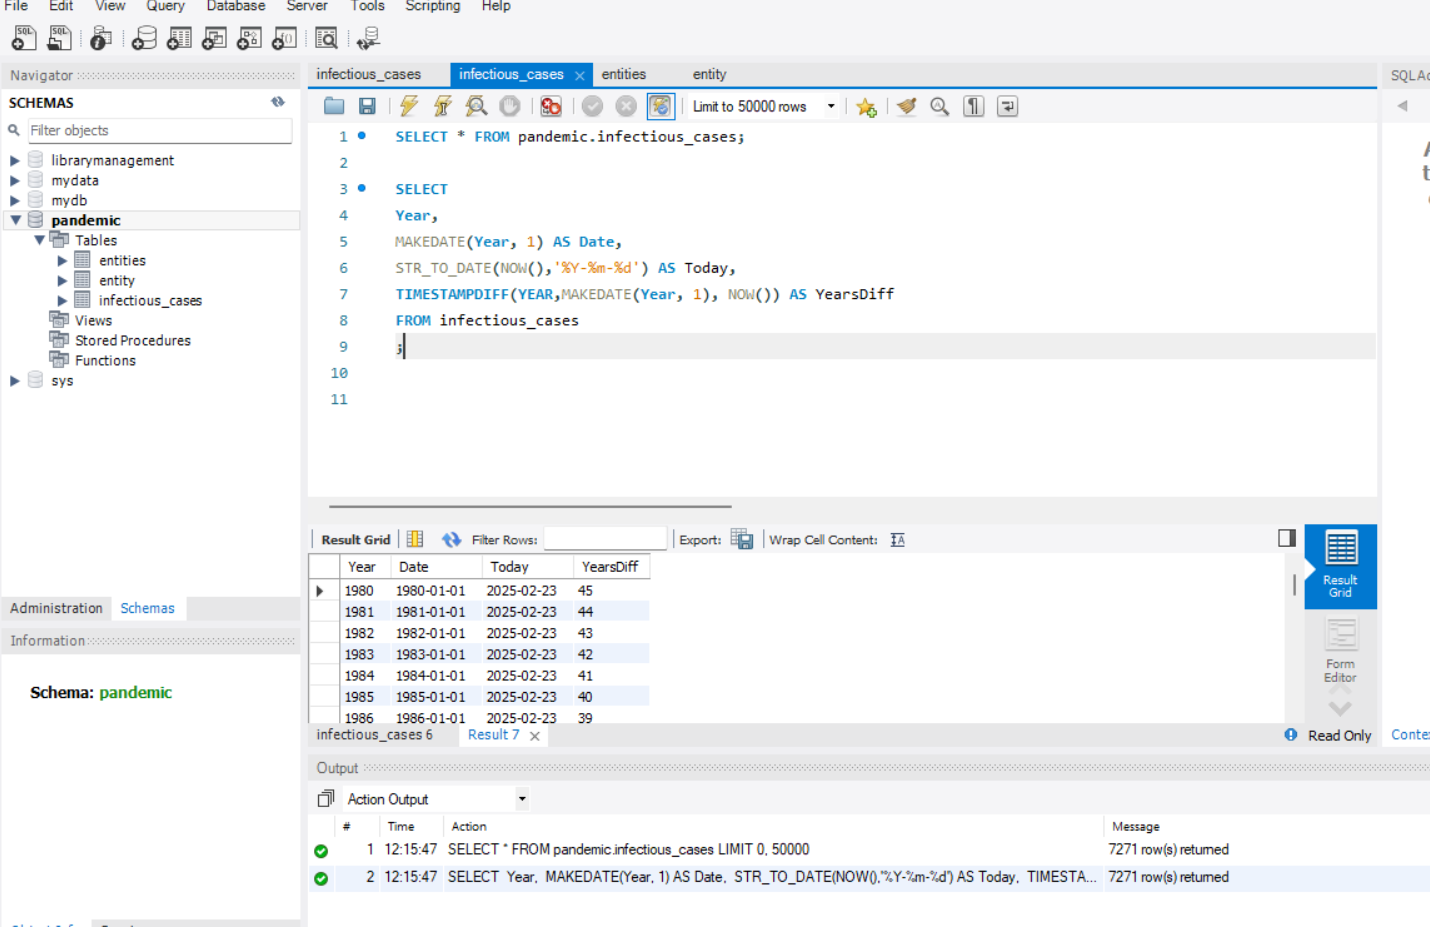 File Edit View Query Database Server Tools Scripting Help
Navigator
SCHEMAS
Filter objects
librarymanagement
mydata
mydb
pandemic
Tables
entities
entity
infectious_cases
Views
Stored Procedures
Functions
sys
Administration Schemas
Information
Schema: pandemic
infectious_cases infectious_cases entities entity
Limit to 50000 rows
1 SELECT * FROM pandemic.infectious_cases;
2
3 SELECT
4 Year,
5 MAKEDATE(Year, 1) AS Date,
6 STR_TO_DATE(NOW(),'%Y-%m-%d') AS Today,
7 TIMESTAMPDIFF(YEAR,MAKEDATE(Year, 1), NOW()) AS YearsDiff
8 FROM infectious_cases
9 ;
10
11
Result Grid Filter Rows: Export: Wrap Cell Content:
Year Date Today YearsDiff
1980 1980-01-01 2025-02-23 45
1981 1981-01-01 2025-02-23 44
1982 1982-01-01 2025-02-23 43
1983 1983-01-01 2025-02-23 42
1984 1984-01-01 2025-02-23 41
1985 1985-01-01 2025-02-23 40
1986 1986-01-01 2025-02-23 39
Result
Grid
Form
Editor
infectious_cases 6 Result 7 Read Only
Output
Action Output
# Time Action Message
1 12:15:47 SELECT * FROM pandemic.infectious_cases LIMIT 0, 50000 7271 row(s) returned
2 12:15:47 SELECT Year, MAKEDATE(Year, 1) AS Date, STR_TO_DATE(NOW(),'%Y-%m-%d') AS Today, TIMESTA... 7271 row(s) returned